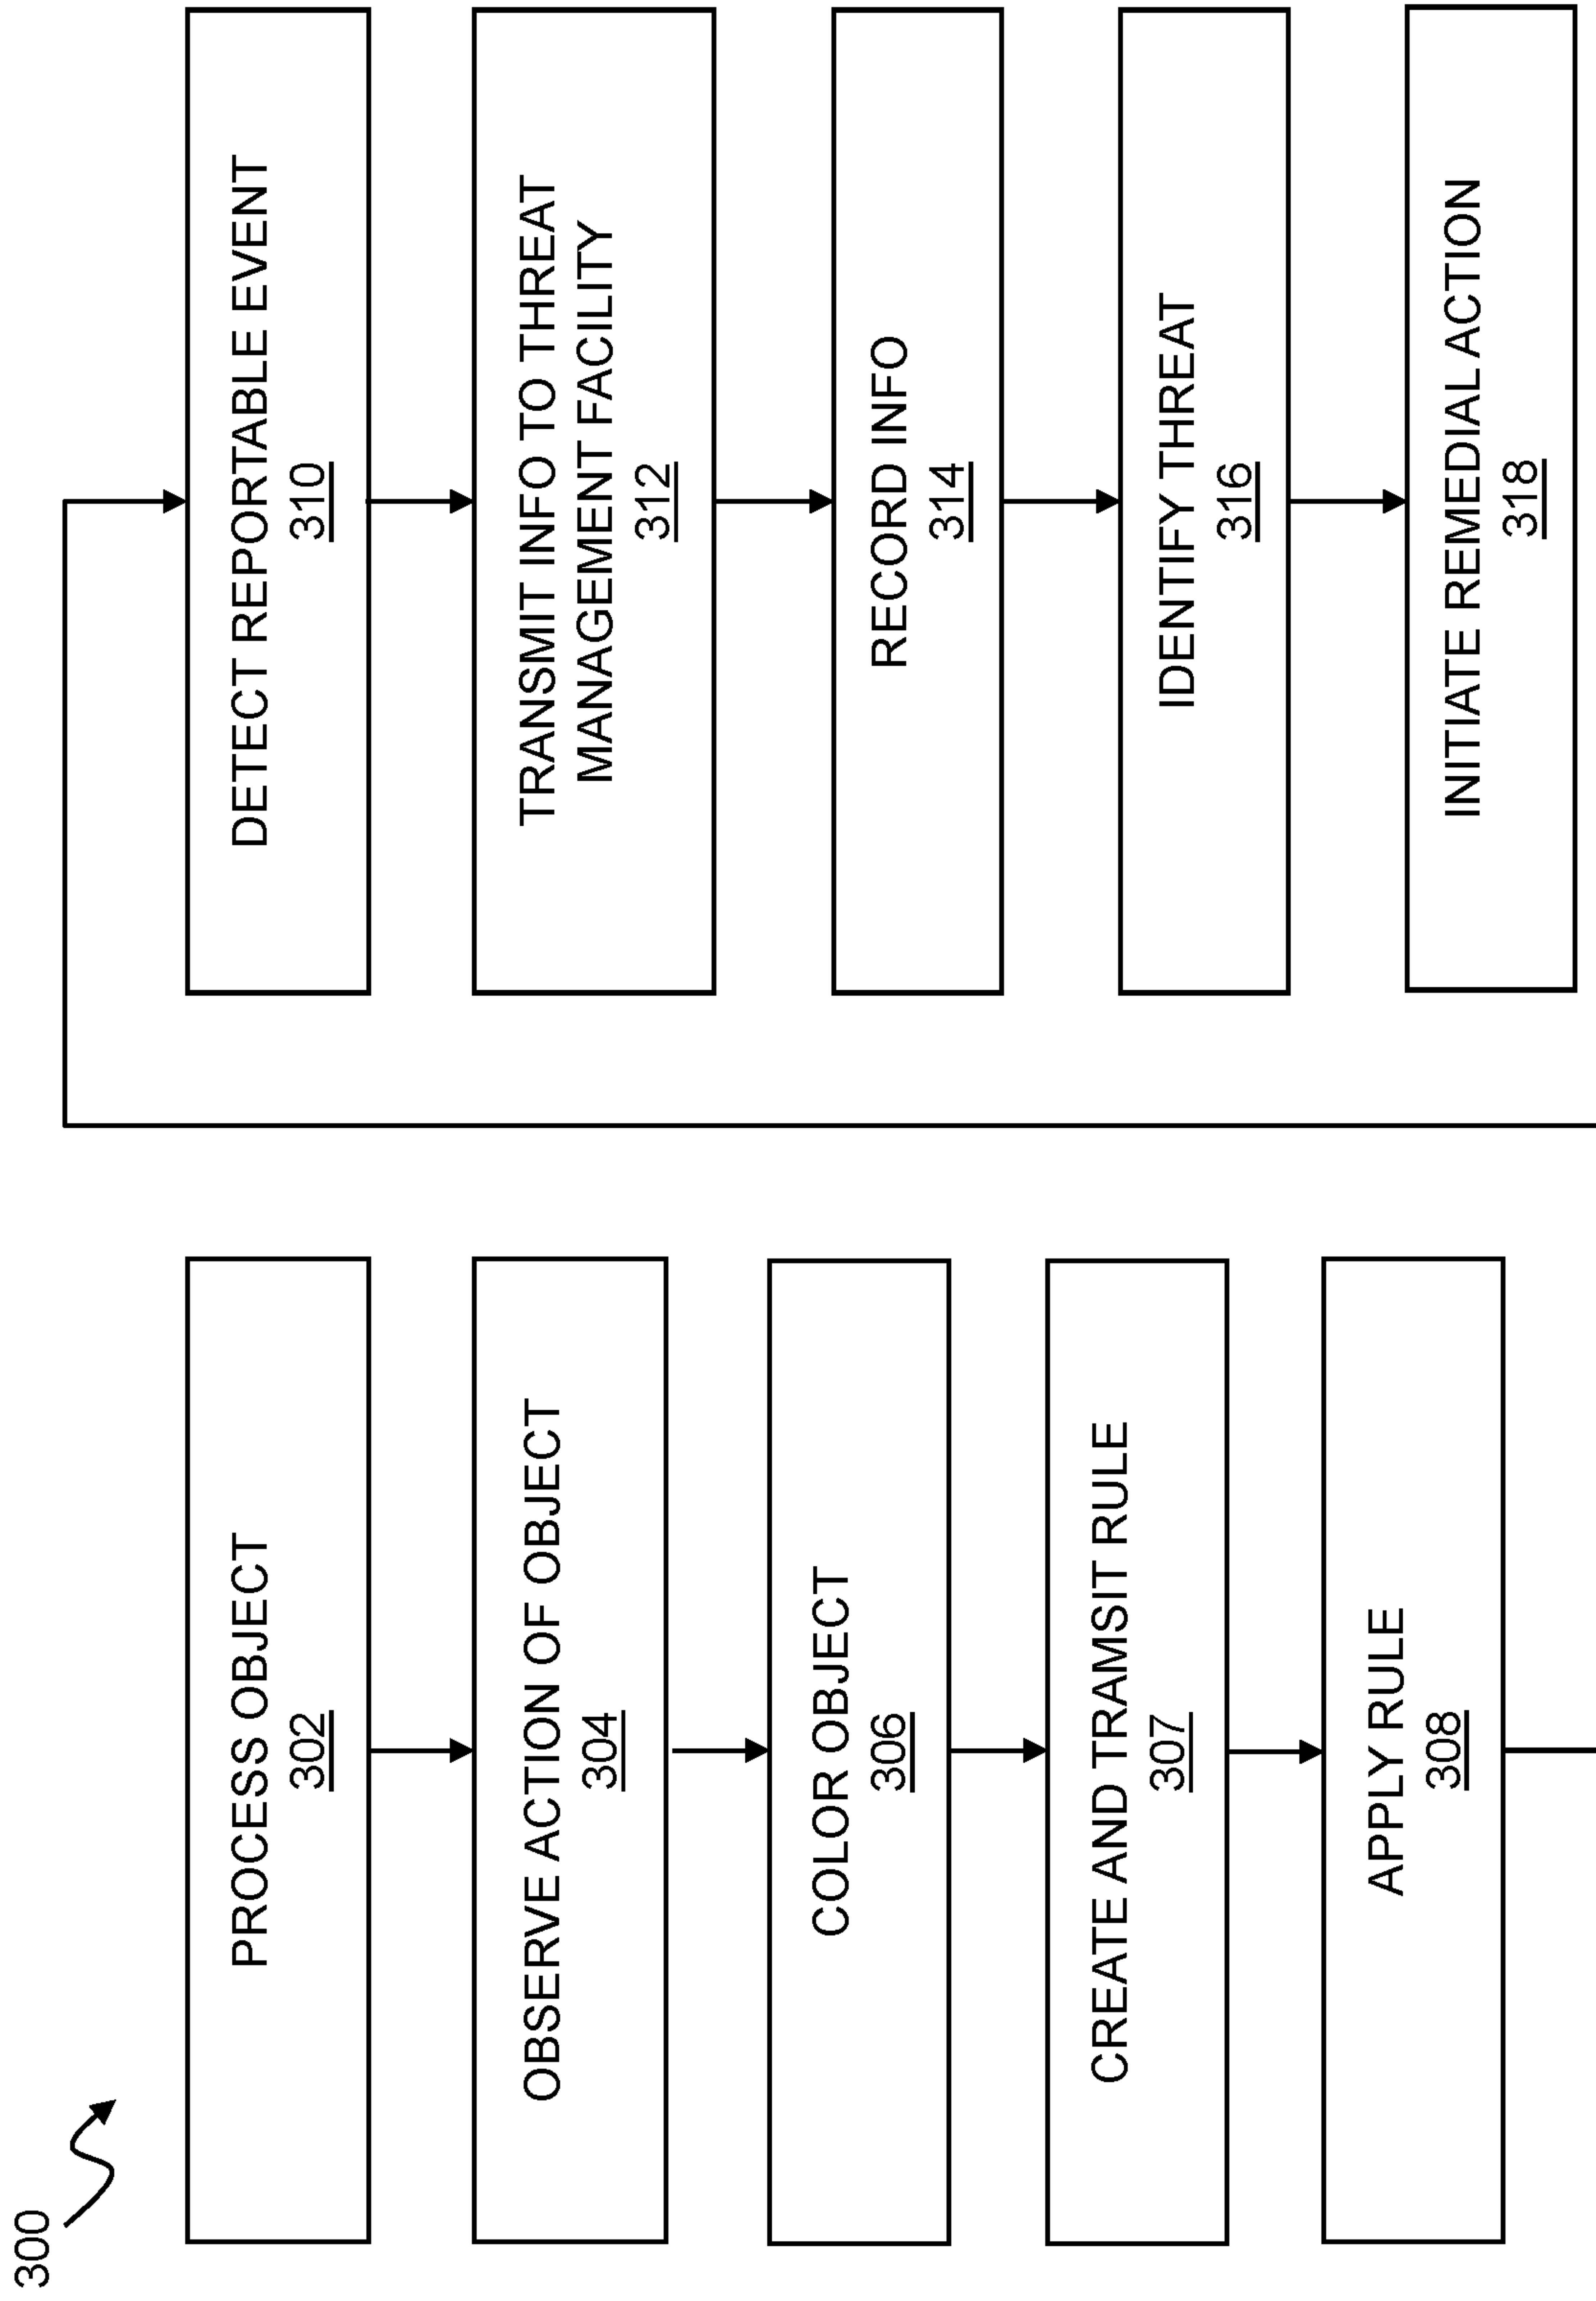 300
PROCESS OBJECT
302
OBSERVE ACTION OF OBJECT
304
COLOR OBJECT
306
CREATE AND TRAMSIT RULE
307
APPLY RULE
308
DETECT REPORTABLE EVENT
310
TRANSMIT INFO TO THREAT
MANAGEMENT FACILITY
312
RECORD INFO
314
IDENTIFY THREAT
316
INITIATE REMEDIAL ACTION
318